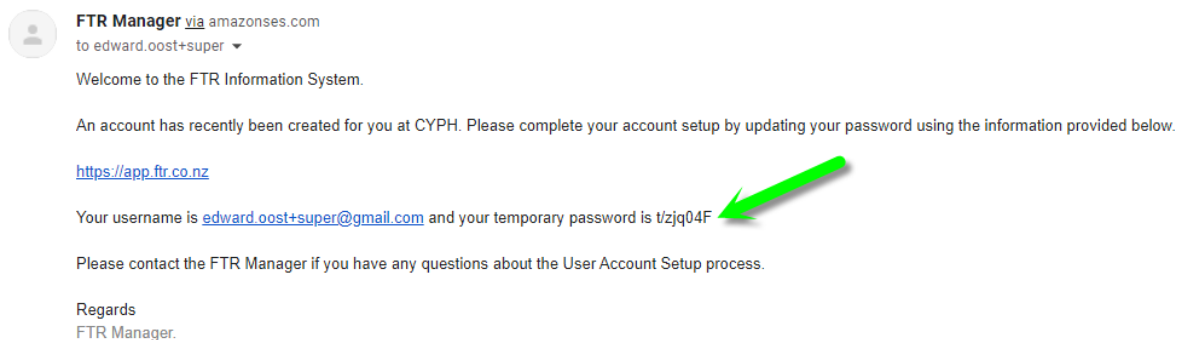 FTR Manager via amazonses.com
to edward.oost+super
Welcome to the FTR Information System.
An account has recently been created for you at CYPH. Please complete your account setup by updating your password using the information provided below.
https://app.ftr.co.nz
Your username is edward.oost+super@gmail.com and your temporary password is t/zjq04F
Please contact the FTR Manager if you have any questions about the User Account Setup process.
Regards
FTR Manager.